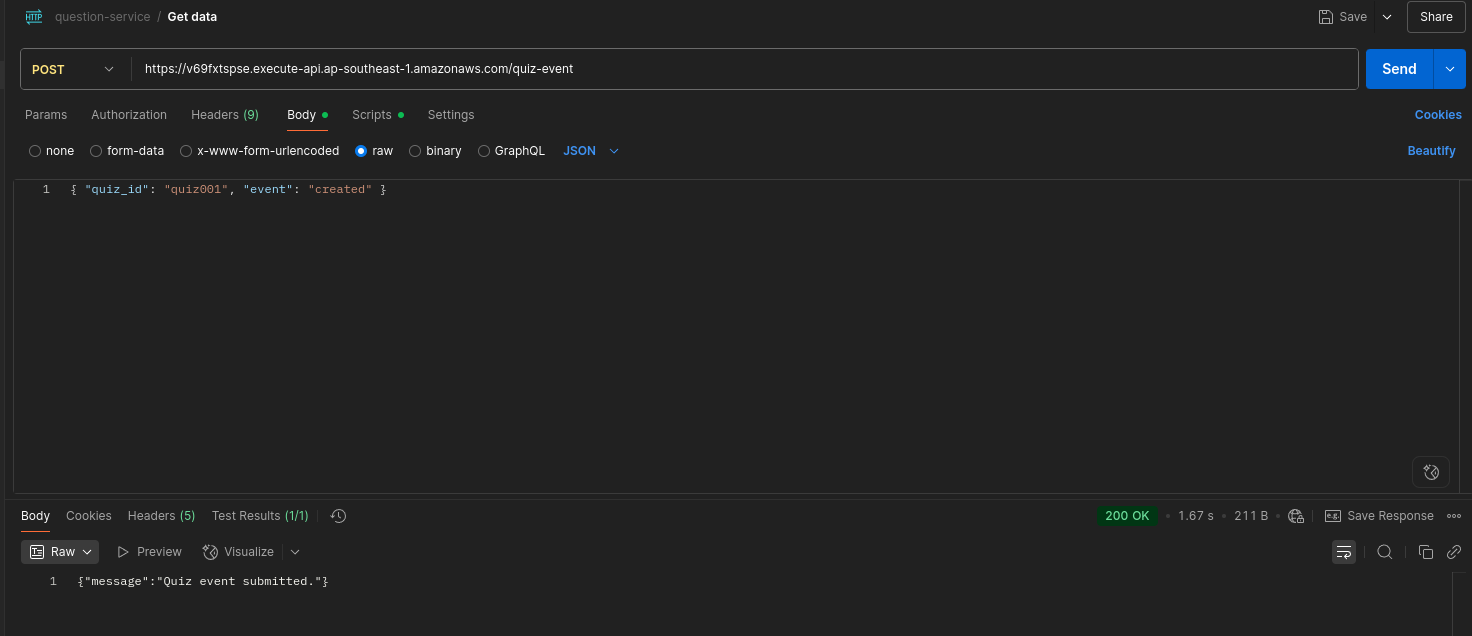 HTTP question-service / Get data Save Share
POST https://v69fxtspse.execute-api.ap-southeast-1.amazonaws.com/quiz-event Send
Params Authorization Headers (9) Body Scripts Settings Cookies
none form-data x-www-form-urlencoded raw binary GraphQL JSON Beautify
1 { "quiz_id": "quiz001", "event": "created" }
Body Cookies Headers (5) Test Results (1/1) 200 OK 1.67 s 211 B e.g. Save Response
Raw Preview Visualize
1 {"message":"Quiz event submitted."}